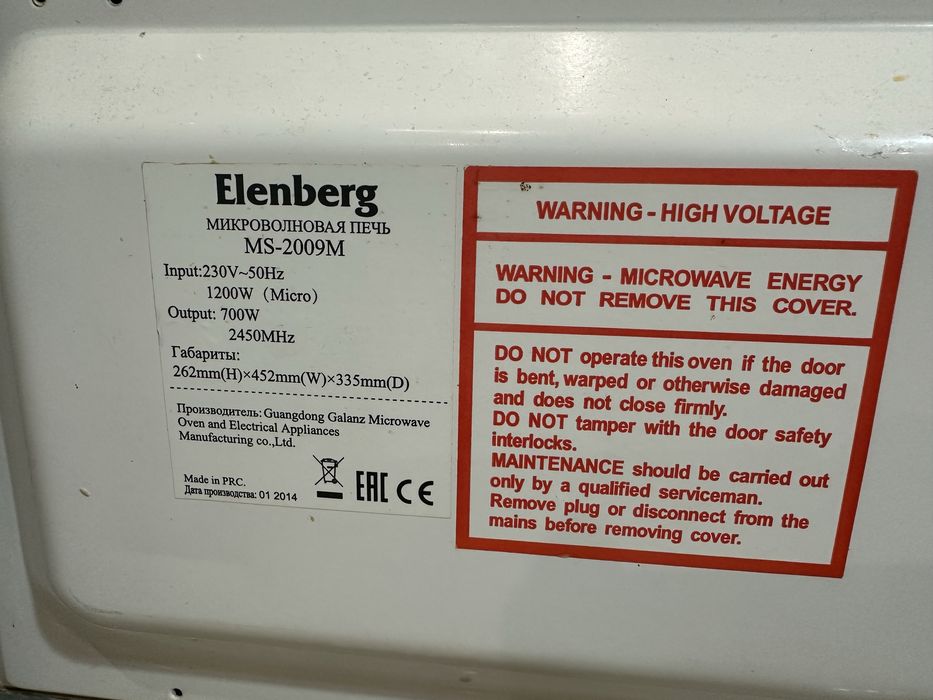 Elenberg
МИКРОВОЛНОВАЯ ПЕЧЬ
MS-2009M
Input:230V~50Hz
1200W (Micro)
Output: 700W
2450MHz
Габариты:
262mm(H)×452mm(W)×335mm(D)
Производитель: Guangdong Galanz Microwave
Oven and Electrical Appliances
Manufacturing co.,Ltd.
Made in PRC.
Дата производства: 01 2014
EAC CE
WARNING - HIGH VOLTAGE
WARNING - MICROWAVE ENERGY
DO NOT REMOVE THIS COVER.
DO NOT operate this oven if the door
is bent, warped or otherwise damaged
and does not close firmly.
DO NOT tamper with the door safety
interlocks.
MAINTENANCE should be carried out
only by a qualified serviceman.
Remove plug or disconnect from the
mains before removing cover.